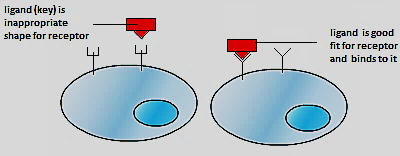 ligand (key) is
inappropriate
shape for receptor
ligand is good
fit for receptor
and binds to it